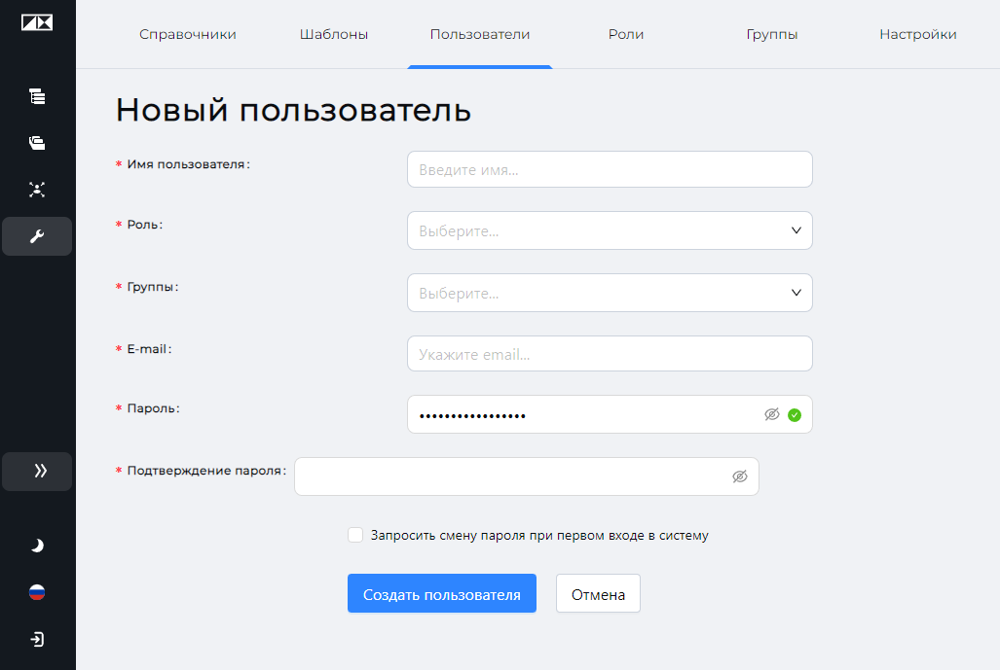 Справочники Шаблоны Пользователи Роли Группы Настройки
Новый пользователь
* Имя пользователя: Введите имя...
* Роль: Выберите...
* Группы: Выберите...
* E-mail: Укажите email...
* Пароль: •••••••••••••••••
* Подтверждение пароля:
Запросить смену пароля при первом входе в систему
Создать пользователя Отмена